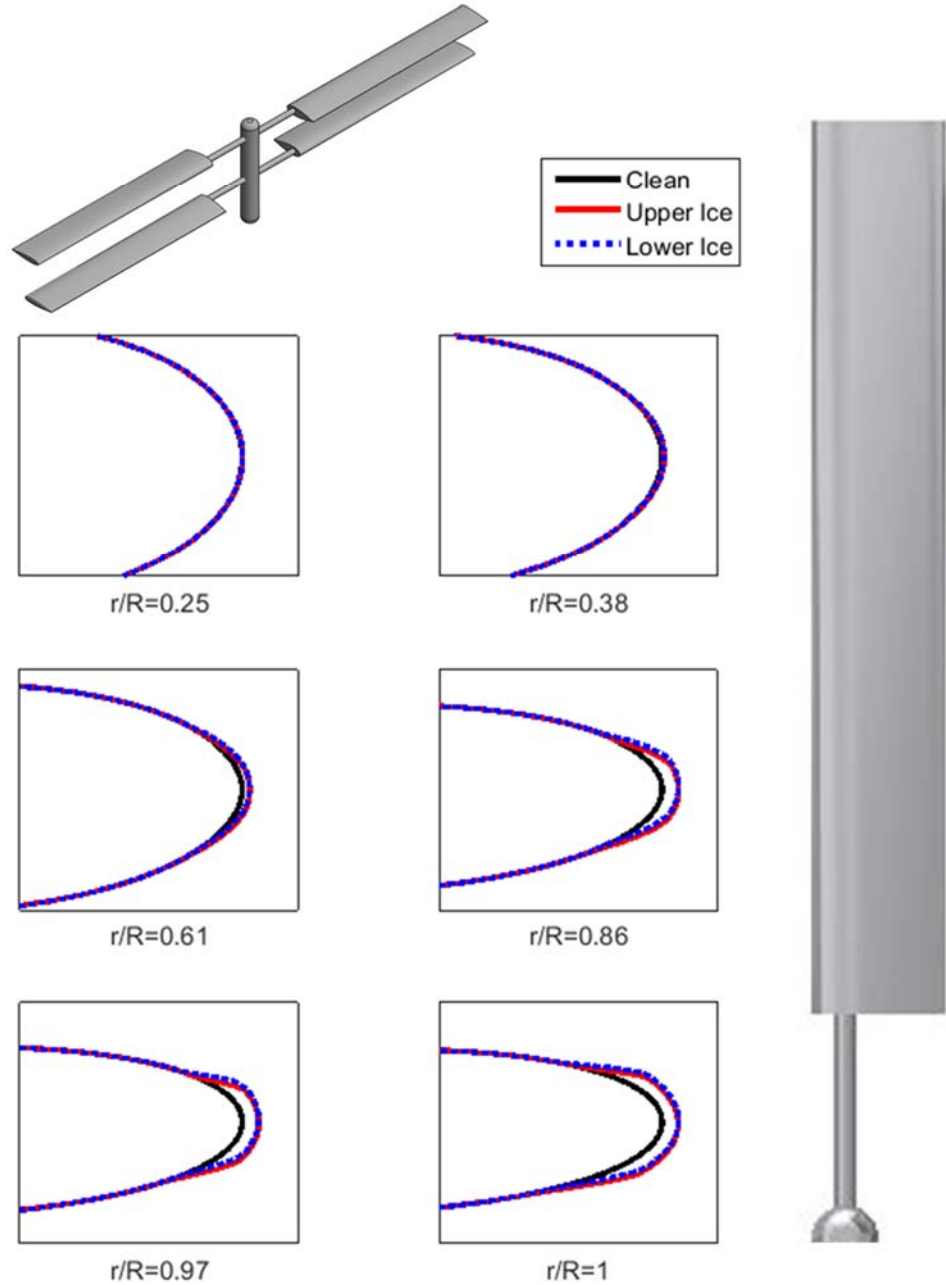 Clean
Upper Ice
Lower Ice
r/R=0.25
r/R=0.38
r/R=0.61
r/R=0.86
r/R=0.97
r/R=1